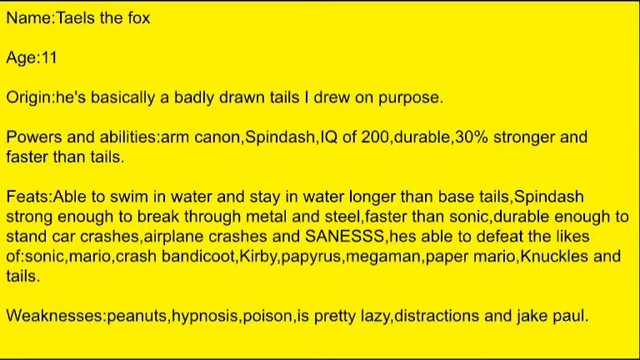 Name:Taels the fox
Age:11
Origin:he's basically a badly drawn tails I drew on purpose.
Powers and abilities:arm canon,Spindash,IQ of 200,durable,30% stronger and
faster than tails.
Feats:Able to swim in water and stay in water longer than base tails,Spindash
strong enough to break through metal and steel,faster than sonic,durable enough to
stand car crashes,airplane crashes and SANESSS,hes able to defeat the likes
of:sonic,mario,crash bandicoot,Kirby,papyrus,megaman,paper mario,Knuckles and
tails.
Weaknesses:peanuts,hypnosis,poison,is pretty lazy,distractions and jake paul.